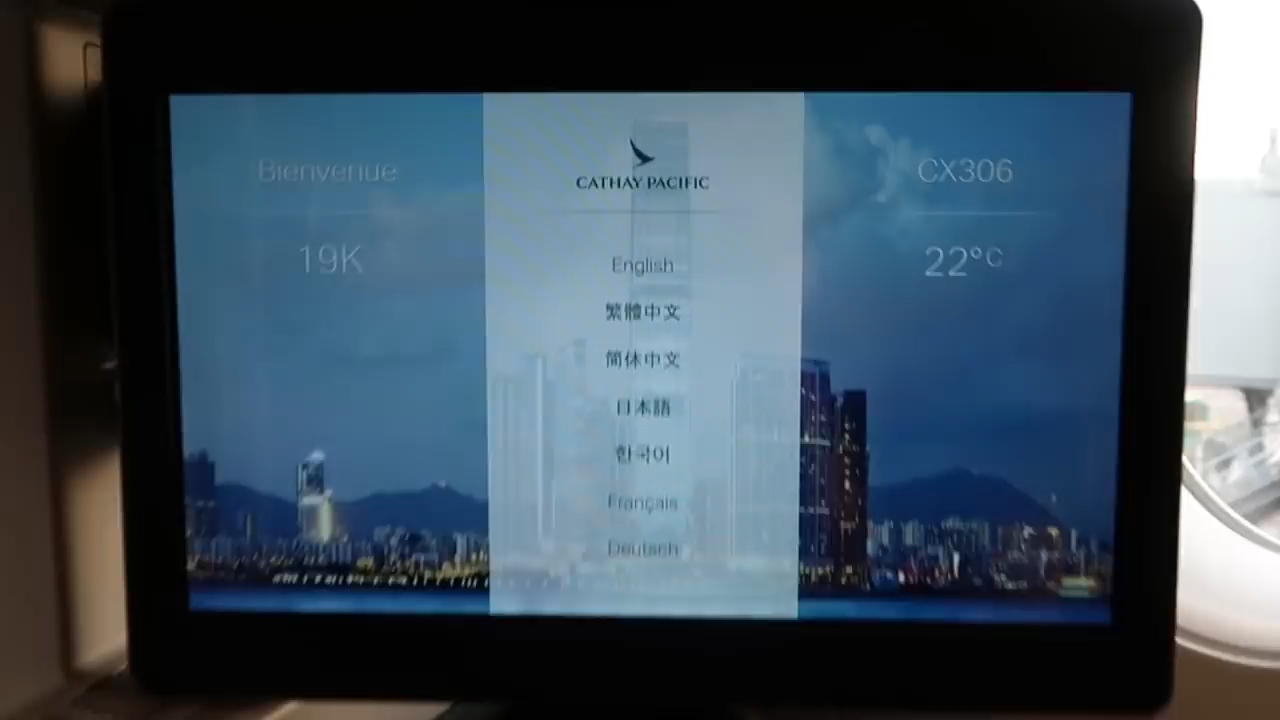 Bienvenue
19K
CATHAY PACIFIC
English
繁體中文
简体中文
日本語
한국어
Français
Deutsch
CX306
22°C